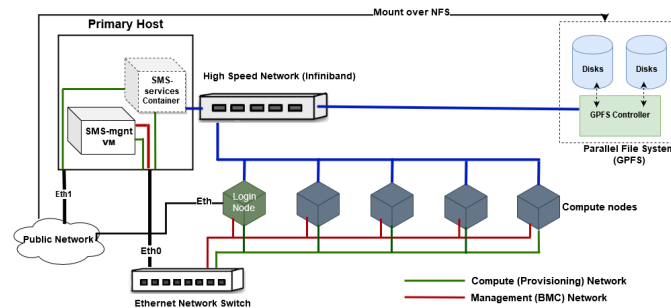 Mount over NFS
Primary Host
SMS-
services
Container
SMS-mgnt
VM
High Speed Network (Infiniband)
Disks
Disks
GPFS Controller
Parallel File System
(GPFS)
Eth1
Eth
Login
Node
Compute nodes
Public Network
Eth0
Ethernet Network Switch
Compute (Provisioning) Network
Management (BMC) Network